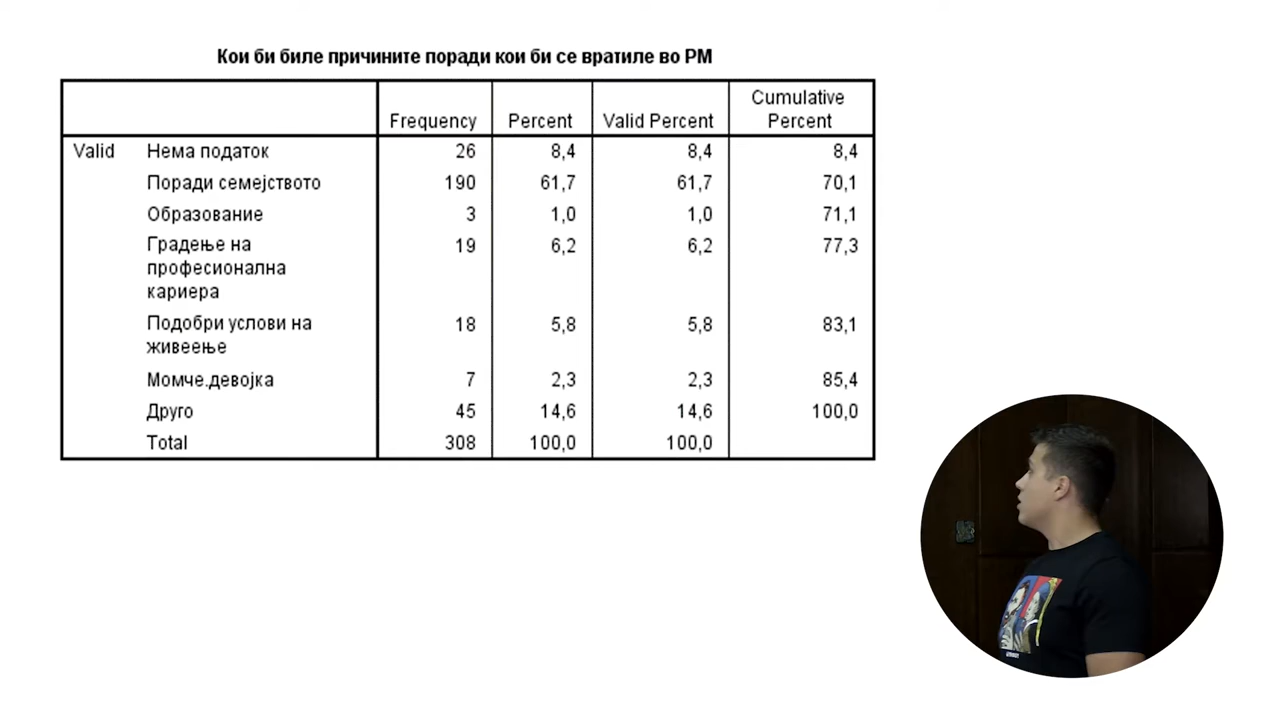 Кои би биле причините поради кои би се вратиле во РМ
Frequency Percent Valid Percent Cumulative Percent
Valid Нема податок 26 8,4 8,4 8,4
Поради семејството 190 61,7 61,7 70,1
Образование 3 1,0 1,0 71,1
Градење на 19 6,2 6,2 77,3
професионална
кариера
Подобри услови на 18 5,8 5,8 83,1
живеење
Момче.девојка 7 2,3 2,3 85,4
Друго 45 14,6 14,6 100,0
Total 308 100,0 100,0